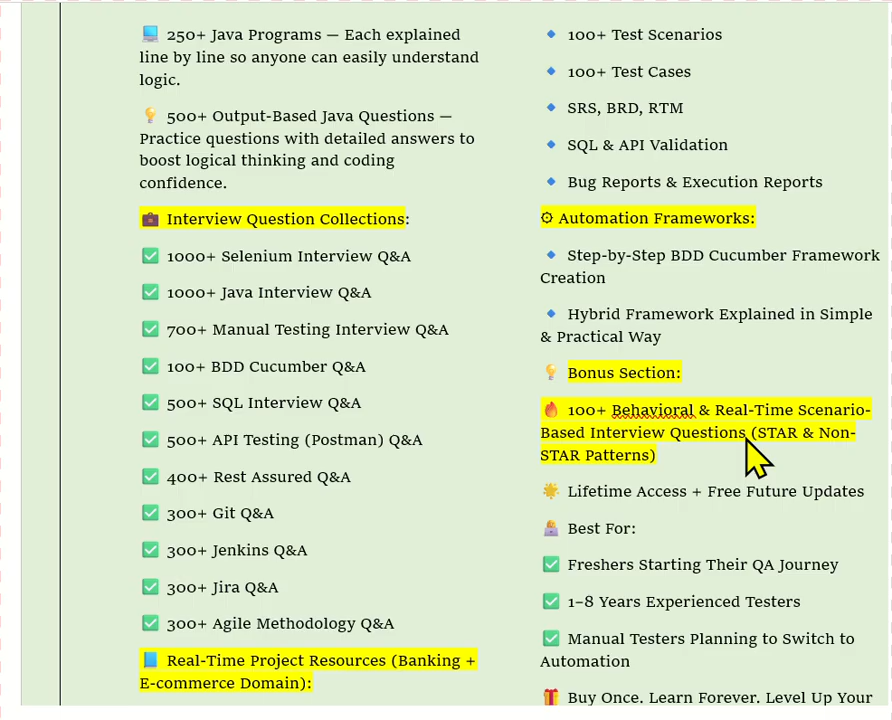 💻 250+ Java Programs — Each explained
line by line so anyone can easily understand
logic.
💡 500+ Output-Based Java Questions —
Practice questions with detailed answers to
boost logical thinking and coding
confidence.
💼 Interview Question Collections:
✅ 1000+ Selenium Interview Q&A
✅ 1000+ Java Interview Q&A
✅ 700+ Manual Testing Interview Q&A
✅ 100+ BDD Cucumber Q&A
✅ 500+ SQL Interview Q&A
✅ 500+ API Testing (Postman) Q&A
✅ 400+ Rest Assured Q&A
✅ 300+ Git Q&A
✅ 300+ Jenkins Q&A
✅ 300+ Jira Q&A
✅ 300+ Agile Methodology Q&A
📘 Real-Time Project Resources (Banking +
E-commerce Domain):
🔹 100+ Test Scenarios
🔹 100+ Test Cases
🔹 SRS, BRD, RTM
🔹 SQL & API Validation
🔹 Bug Reports & Execution Reports
⚙ Automation Frameworks:
🔹 Step-by-Step BDD Cucumber Framework
Creation
🔹 Hybrid Framework Explained in Simple
& Practical Way
💡 Bonus Section:
🔥 100+ Behavioral & Real-Time Scenario-
Based Interview Questions (STAR & Non-
STAR Patterns)
🌟 Lifetime Access + Free Future Updates
Best For:
✅ Freshers Starting Their QA Journey
✅ 1–8 Years Experienced Testers
✅ Manual Testers Planning to Switch to
Automation
🎁 Buy Once. Learn Forever. Level Up Your